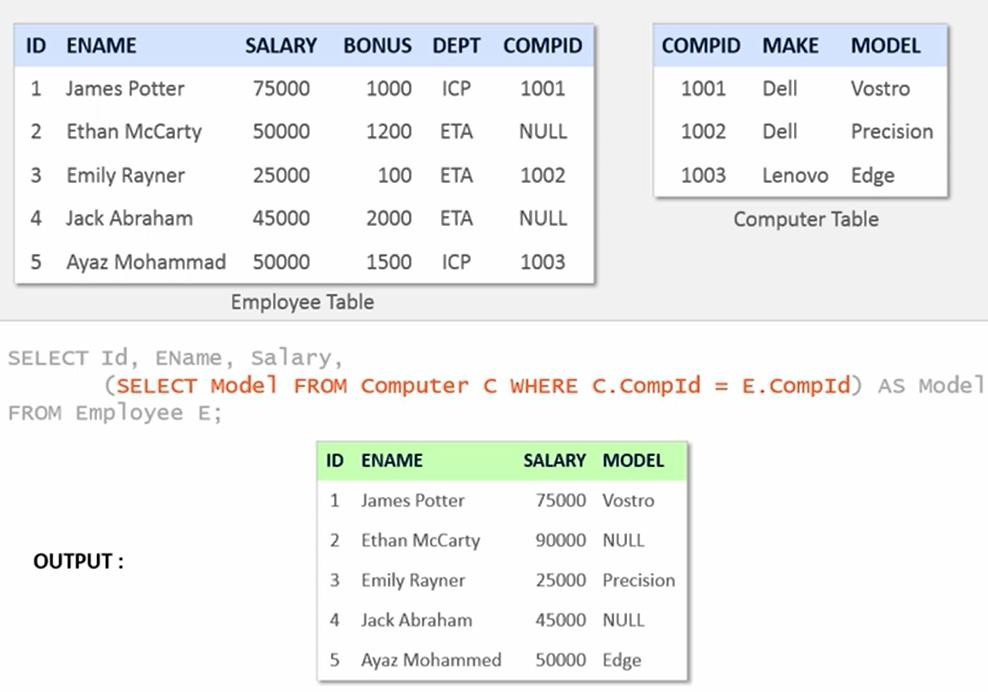 ID ENAME SALARY BONUS DEPT COMPID
1 James Potter 75000 1000 ICP 1001
2 Ethan McCarty 50000 1200 ETA NULL
3 Emily Rayner 25000 100 ETA 1002
4 Jack Abraham 45000 2000 ETA NULL
5 Ayaz Mohammad 50000 1500 ICP 1003
Employee Table
COMPID MAKE MODEL
1001 Dell Vostro
1002 Dell Precision
1003 Lenovo Edge
Computer Table
SELECT Id, EName, Salary,
(SELECT Model FROM Computer C WHERE C.CompId = E.CompId) AS Model
FROM Employee E;
OUTPUT :
ID ENAME SALARY MODEL
1 James Potter 75000 Vostro
2 Ethan McCarty 90000 NULL
3 Emily Rayner 25000 Precision
4 Jack Abraham 45000 NULL
5 Ayaz Mohammed 50000 Edge